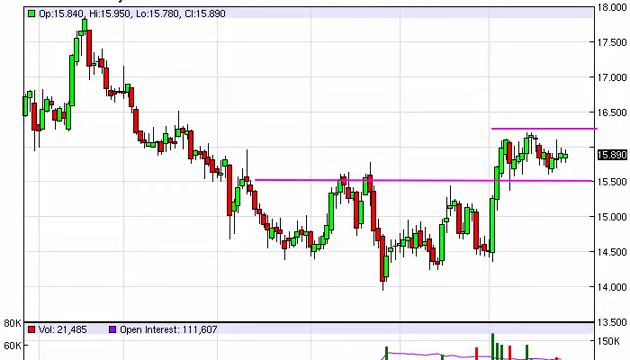 Op:15.840, Hi:15.950, Lo:15.780, Cl:15.890
18.000
17.500
17.000
16.500
16.000
15.890
15.500
15.000
14.500
14.000
13.500
80K
Vol: 21,485 Open Interest: 111,607
60K
150K